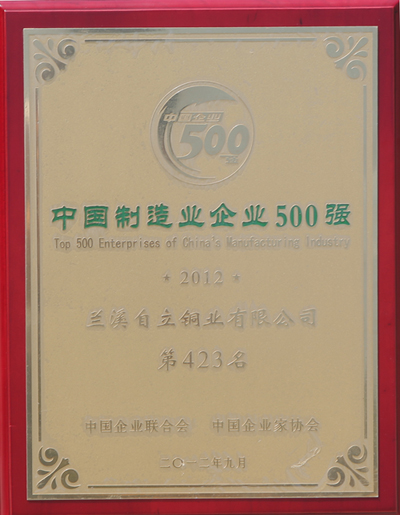 中国企业
500
强
中国制造业企业500强
Top 500 Enterprises of China's Manufacturing Industry
2012
兰溪自立铜业有限公司
第423名
中国企业联合会 中国企业家协会
二〇一二年九月